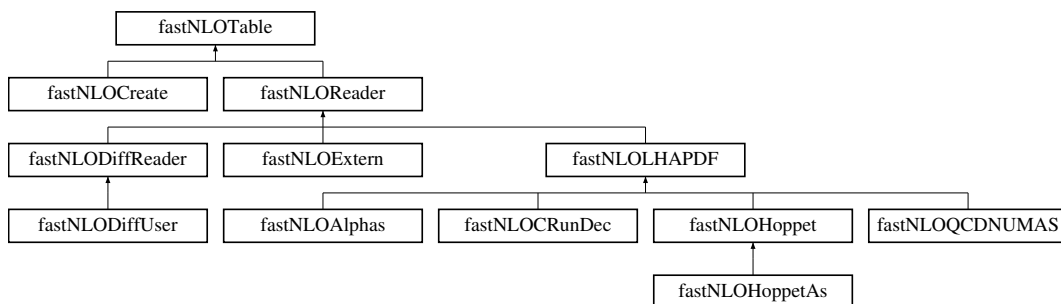 fastNLOTable
fastNLOCreate
fastNLOReader
fastNLODiffReader
fastNLOExtern
fastNLOLHAPDF
fastNLODiffUser
fastNLOAlphas
fastNLOCRunDec
fastNLOHoppet
fastNLOQCDNUMAS
fastNLOHoppetAs